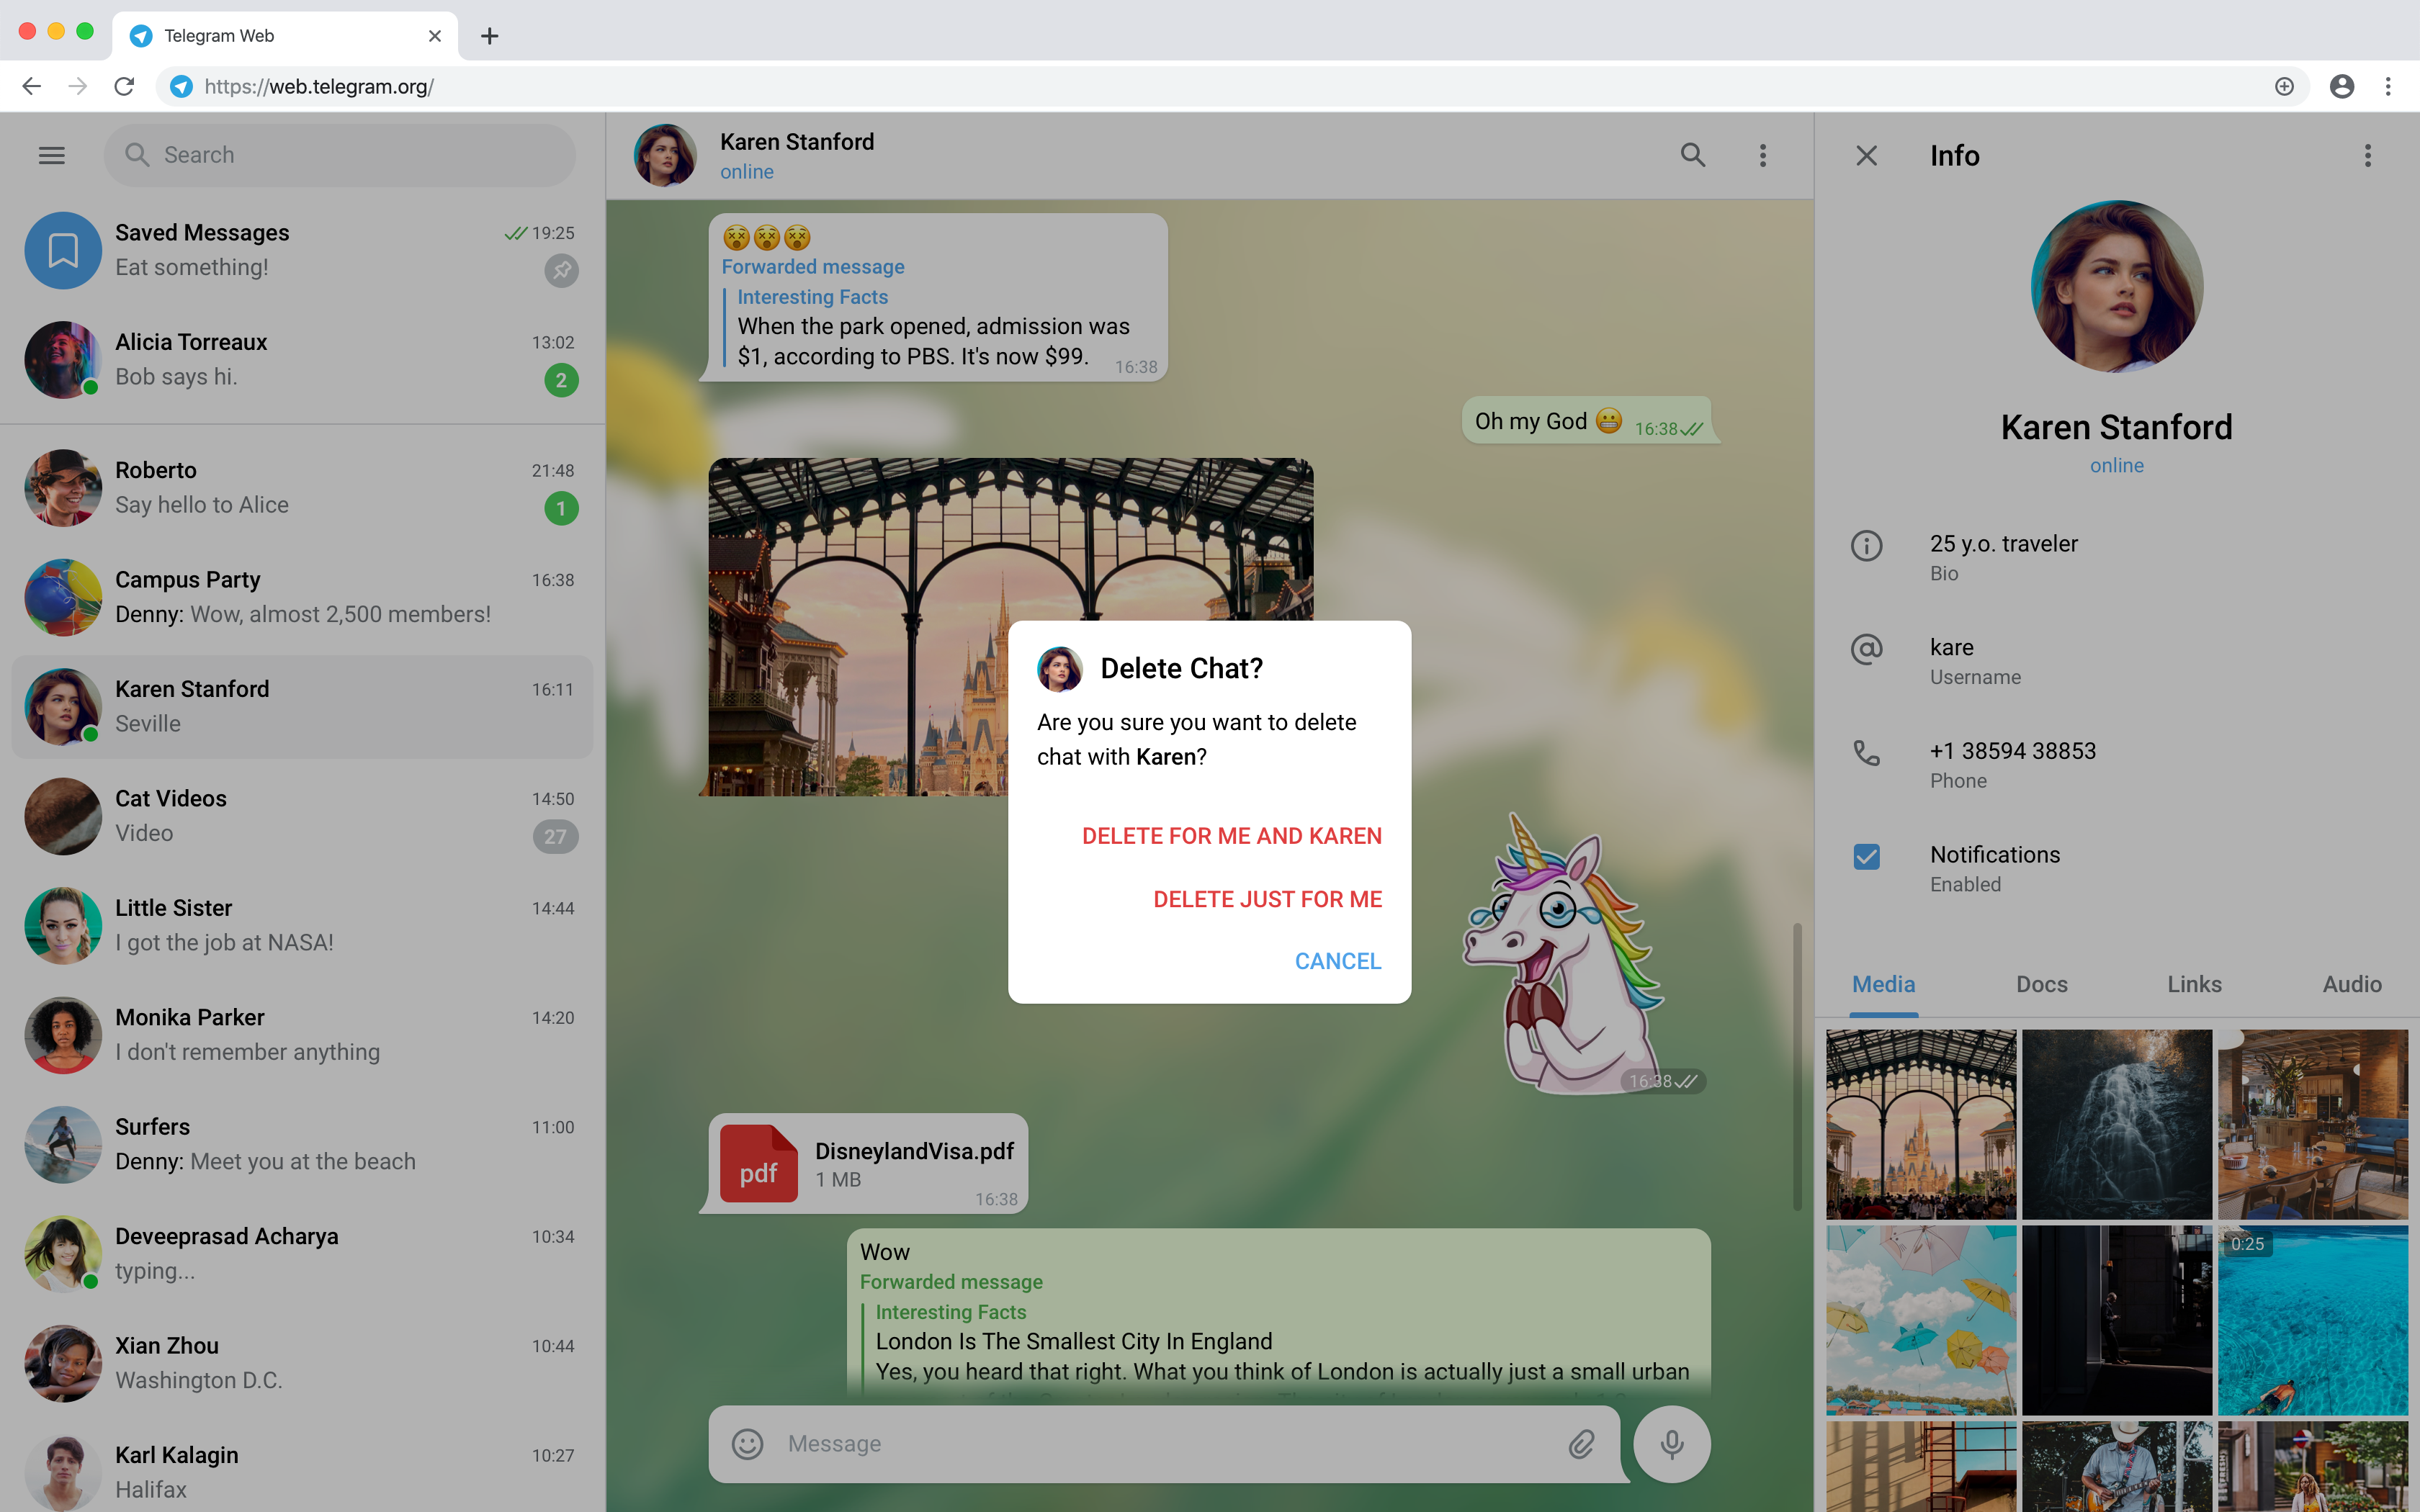 Telegram Web
https://web.telegram.org/
Search
Saved Messages
19:25
Eat something!
Alicia Torreaux
13:02
Bob says hi.
2
Roberto
21:48
Say hello to Alice
1
Campus Party
16:38
Denny: Wow, almost 2,500 members!
Karen Stanford
16:11
Seville
Cat Videos
14:50
Video
27
Little Sister
14:44
I got the job at NASA!
Monika Parker
14:20
I don't remember anything
Surfers
11:00
Denny: Meet you at the beach
Deveeprasad Acharya
10:34
typing...
Xian Zhou
10:44
Washington D.C.
Karl Kalagin
10:27
Halifax
Karen Stanford
online
Forwarded message
Interesting Facts
When the park opened, admission was
$1, according to PBS. It's now $99.
16:38
Oh my God 😬 16:38
Delete Chat?
Are you sure you want to delete
chat with Karen?
DELETE FOR ME AND KAREN
DELETE JUST FOR ME
CANCEL
16:38
pdf
DisneylandVisa.pdf
1 MB
16:38
Wow
Forwarded message
Interesting Facts
London Is The Smallest City In England
Yes, you heard that right. What you think of London is actually just a small urban
Message
Info
Karen Stanford
online
25 y.o. traveler
Bio
kare
Username
+1 38594 38853
Phone
Notifications
Enabled
Media
Docs
Links
Audio
0:25